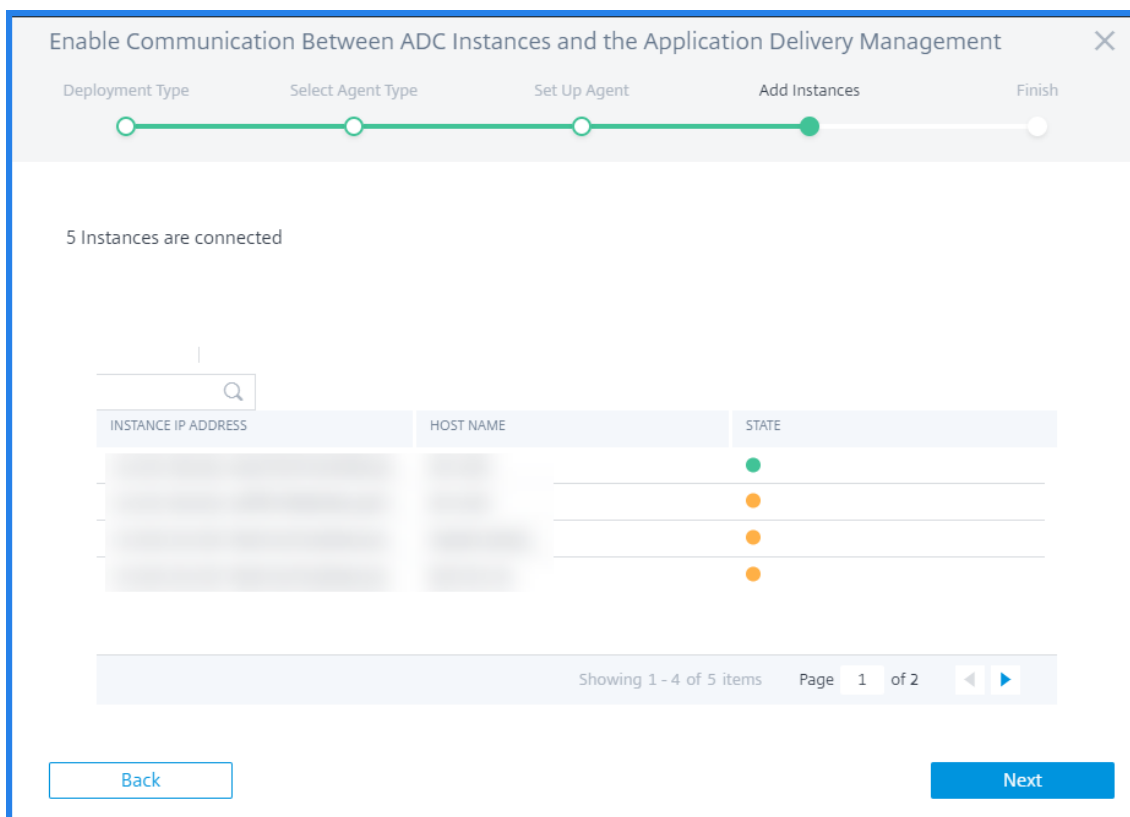 Enable Communication Between ADC Instances and the Application Delivery Management
Deployment Type Select Agent Type Set Up Agent Add Instances Finish
5 Instances are connected
INSTANCE IP ADDRESS HOST NAME STATE
Showing 1 - 4 of 5 items Page 1 of 2
Back Next